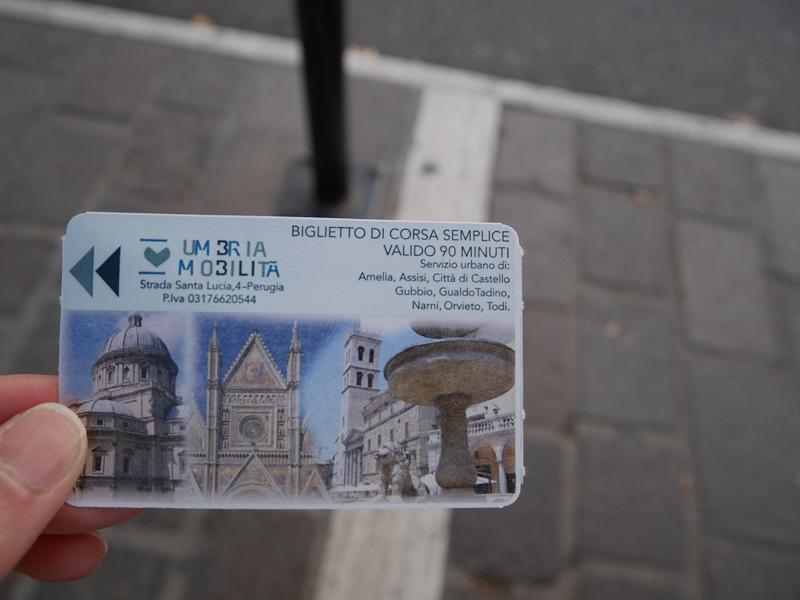 UMBRIA
MOBILITÀ
Strada Santa Lucia,4-Perugia
P.Iva 03176620544
BIGLIETTO DI CORSA SEMPLICE
VALIDO 90 MINUTI
Servizio urbano di:
Amelia, Assisi, Città di Castello
Gubbio, GualdoTadino,
Narni, Orvieto, Todi.